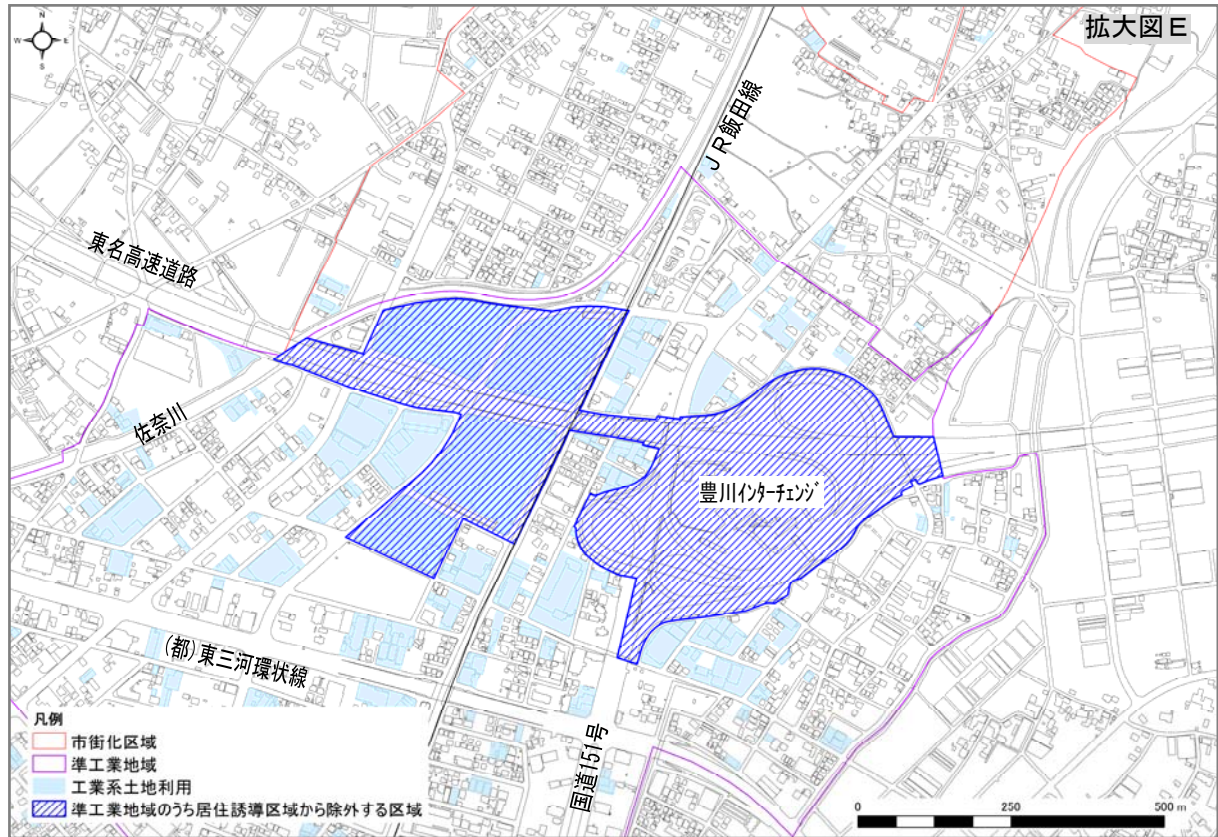 拡大図E
N
W
E
S
JR飯田線
東名高速道路
佐奈川
豊川インターチェンジ
(都)東三河環状線
国道151号
凡例
市街化区域
準工業地域
工業系土地利用
準工業地域のうち居住誘導区域から除外する区域
0 250 500 m